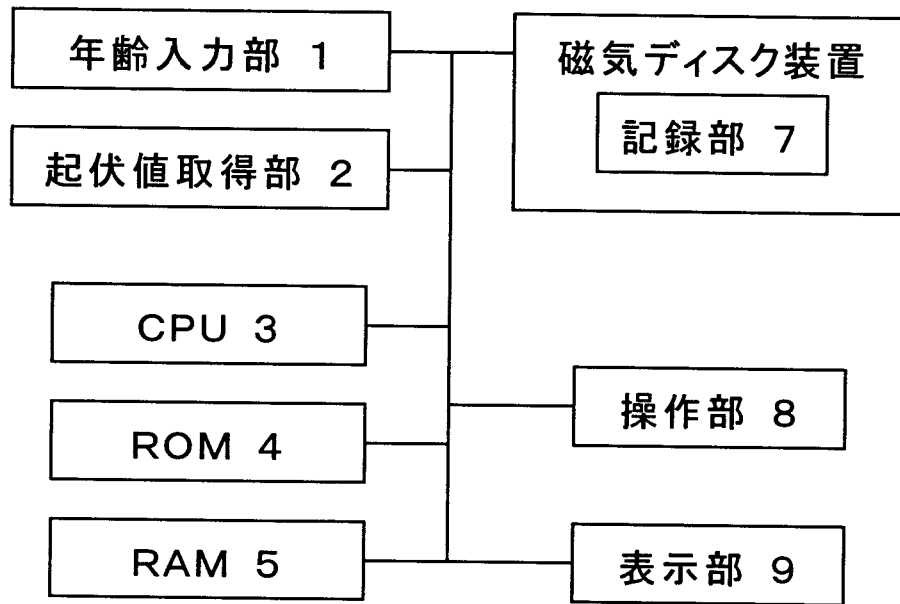 年齢入力部 1
起伏値取得部 2
CPU 3
ROM 4
RAM 5
磁気ディスク装置
記録部 7
操作部 8
表示部 9